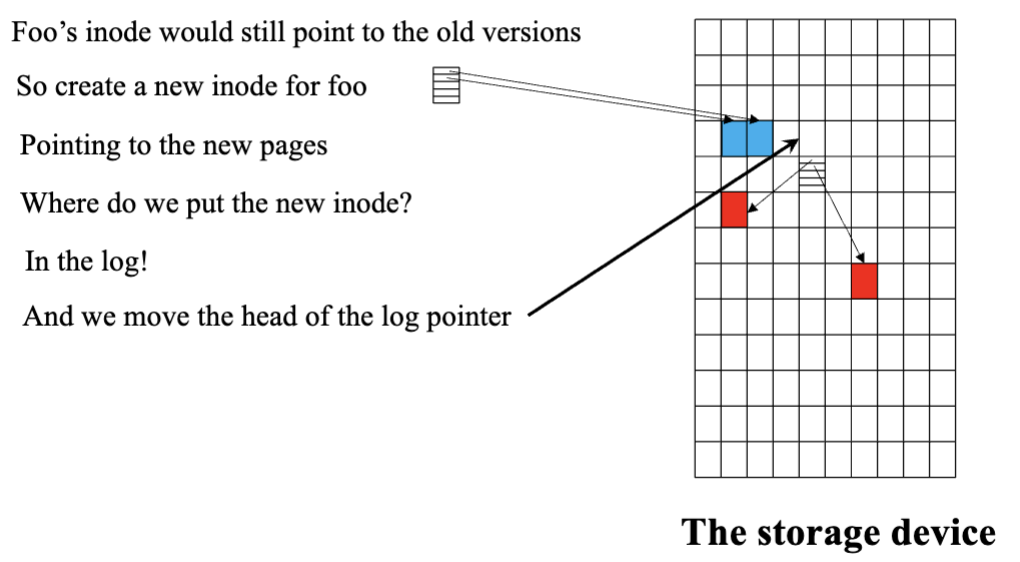 Foo’s inode would still point to the old versions
So create a new inode for foo
Pointing to the new pages
Where do we put the new inode?
In the log!
And we move the head of the log pointer
The storage device